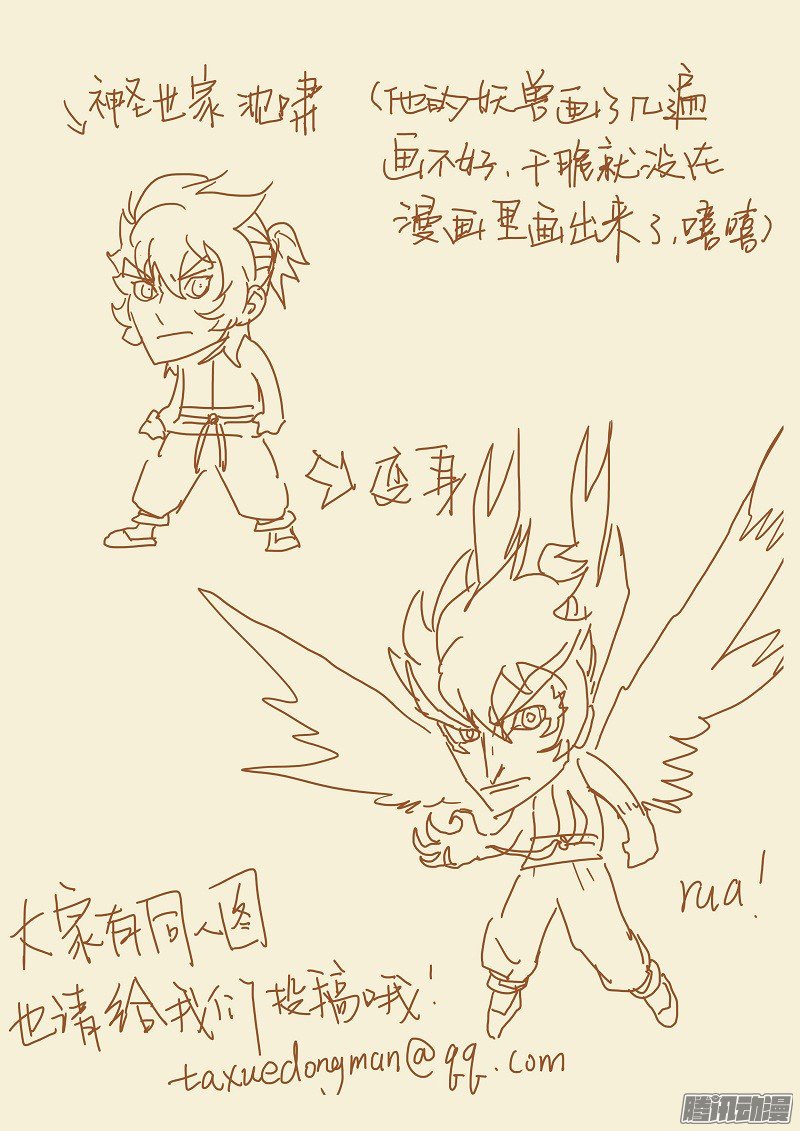 神圣世家 池啸
(他的妖兽画了几遍
画不好、干脆就没在
漫画里画出来了,嘻嘻)
变身
rua!
大家有同人图
也请给我们投稿哦!
taxuedongman@qq.com
腾讯动漫